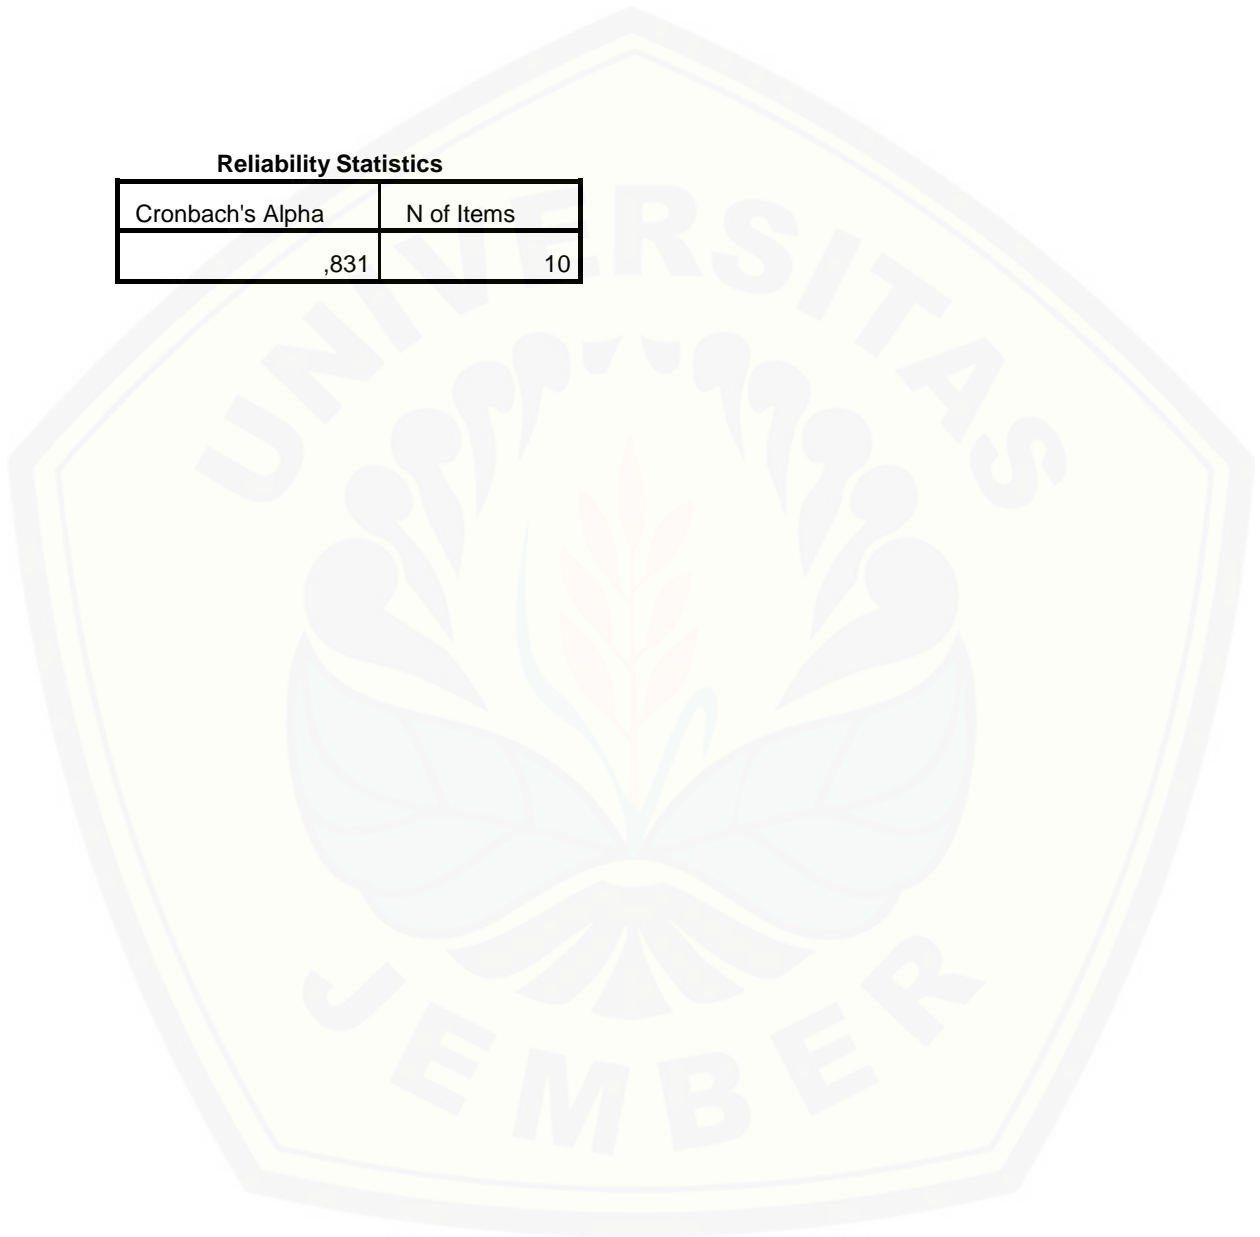 Reliability Statistics
Cronbach's Alpha N of Items
,831 10
UNIVERSITAS
JEMBER